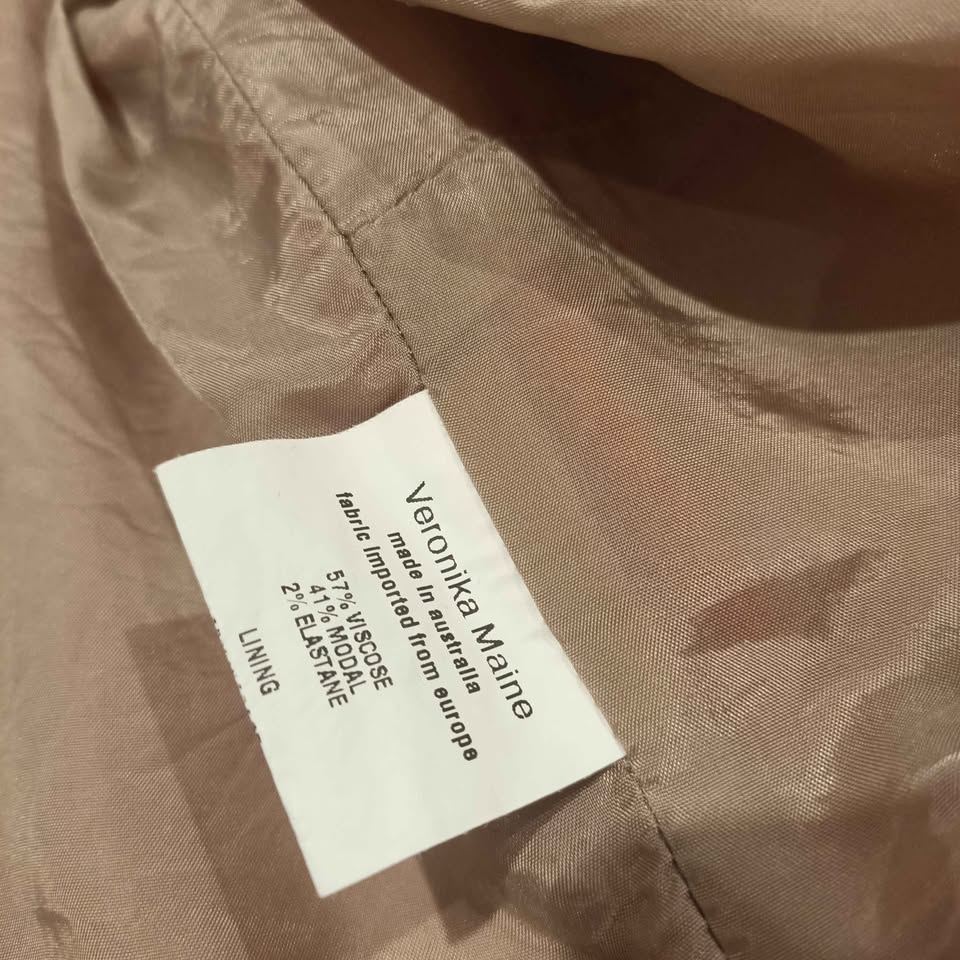 Veronika Maine
made in australia
fabric imported from europe
57% VISCOSE
41% MODAL
2% ELASTANE
LINING